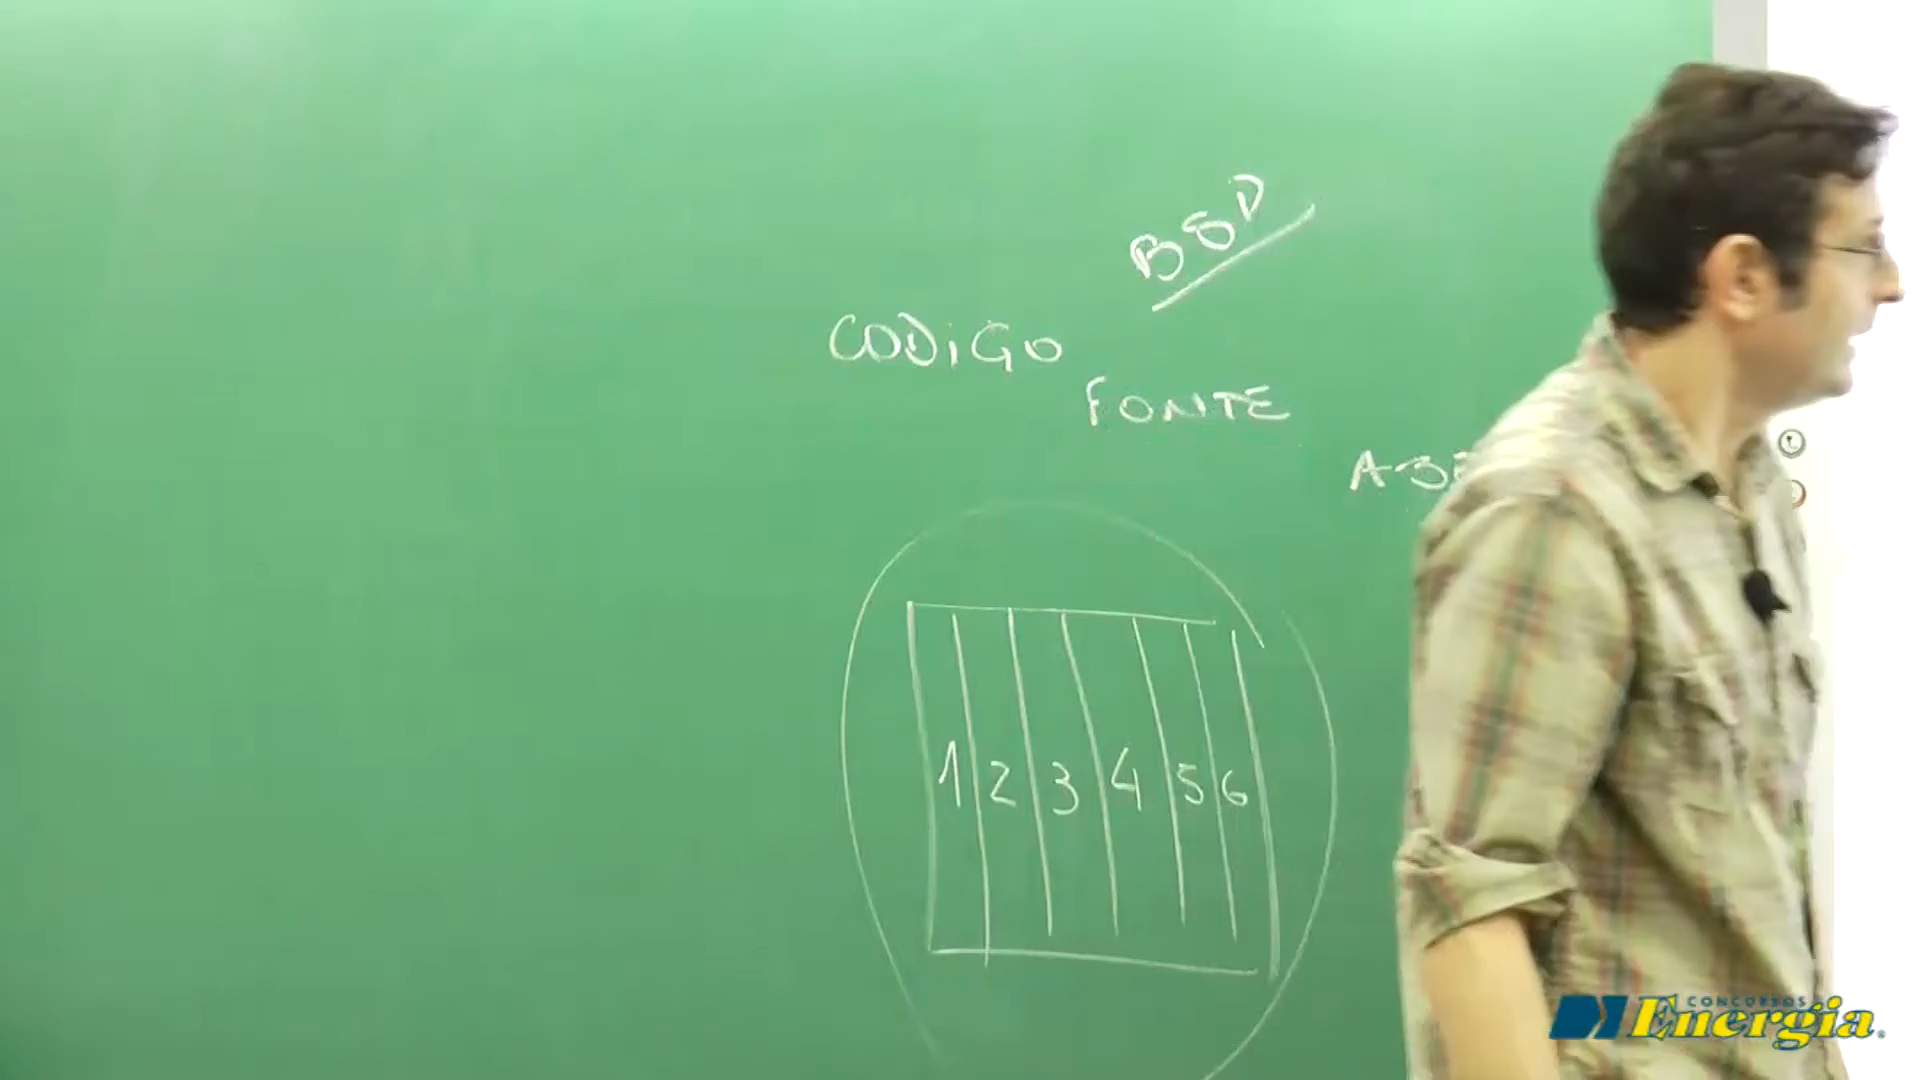 BSD
CODIGO
FONTE
1 2 3 4 5 6
CONCURSOS
Energia